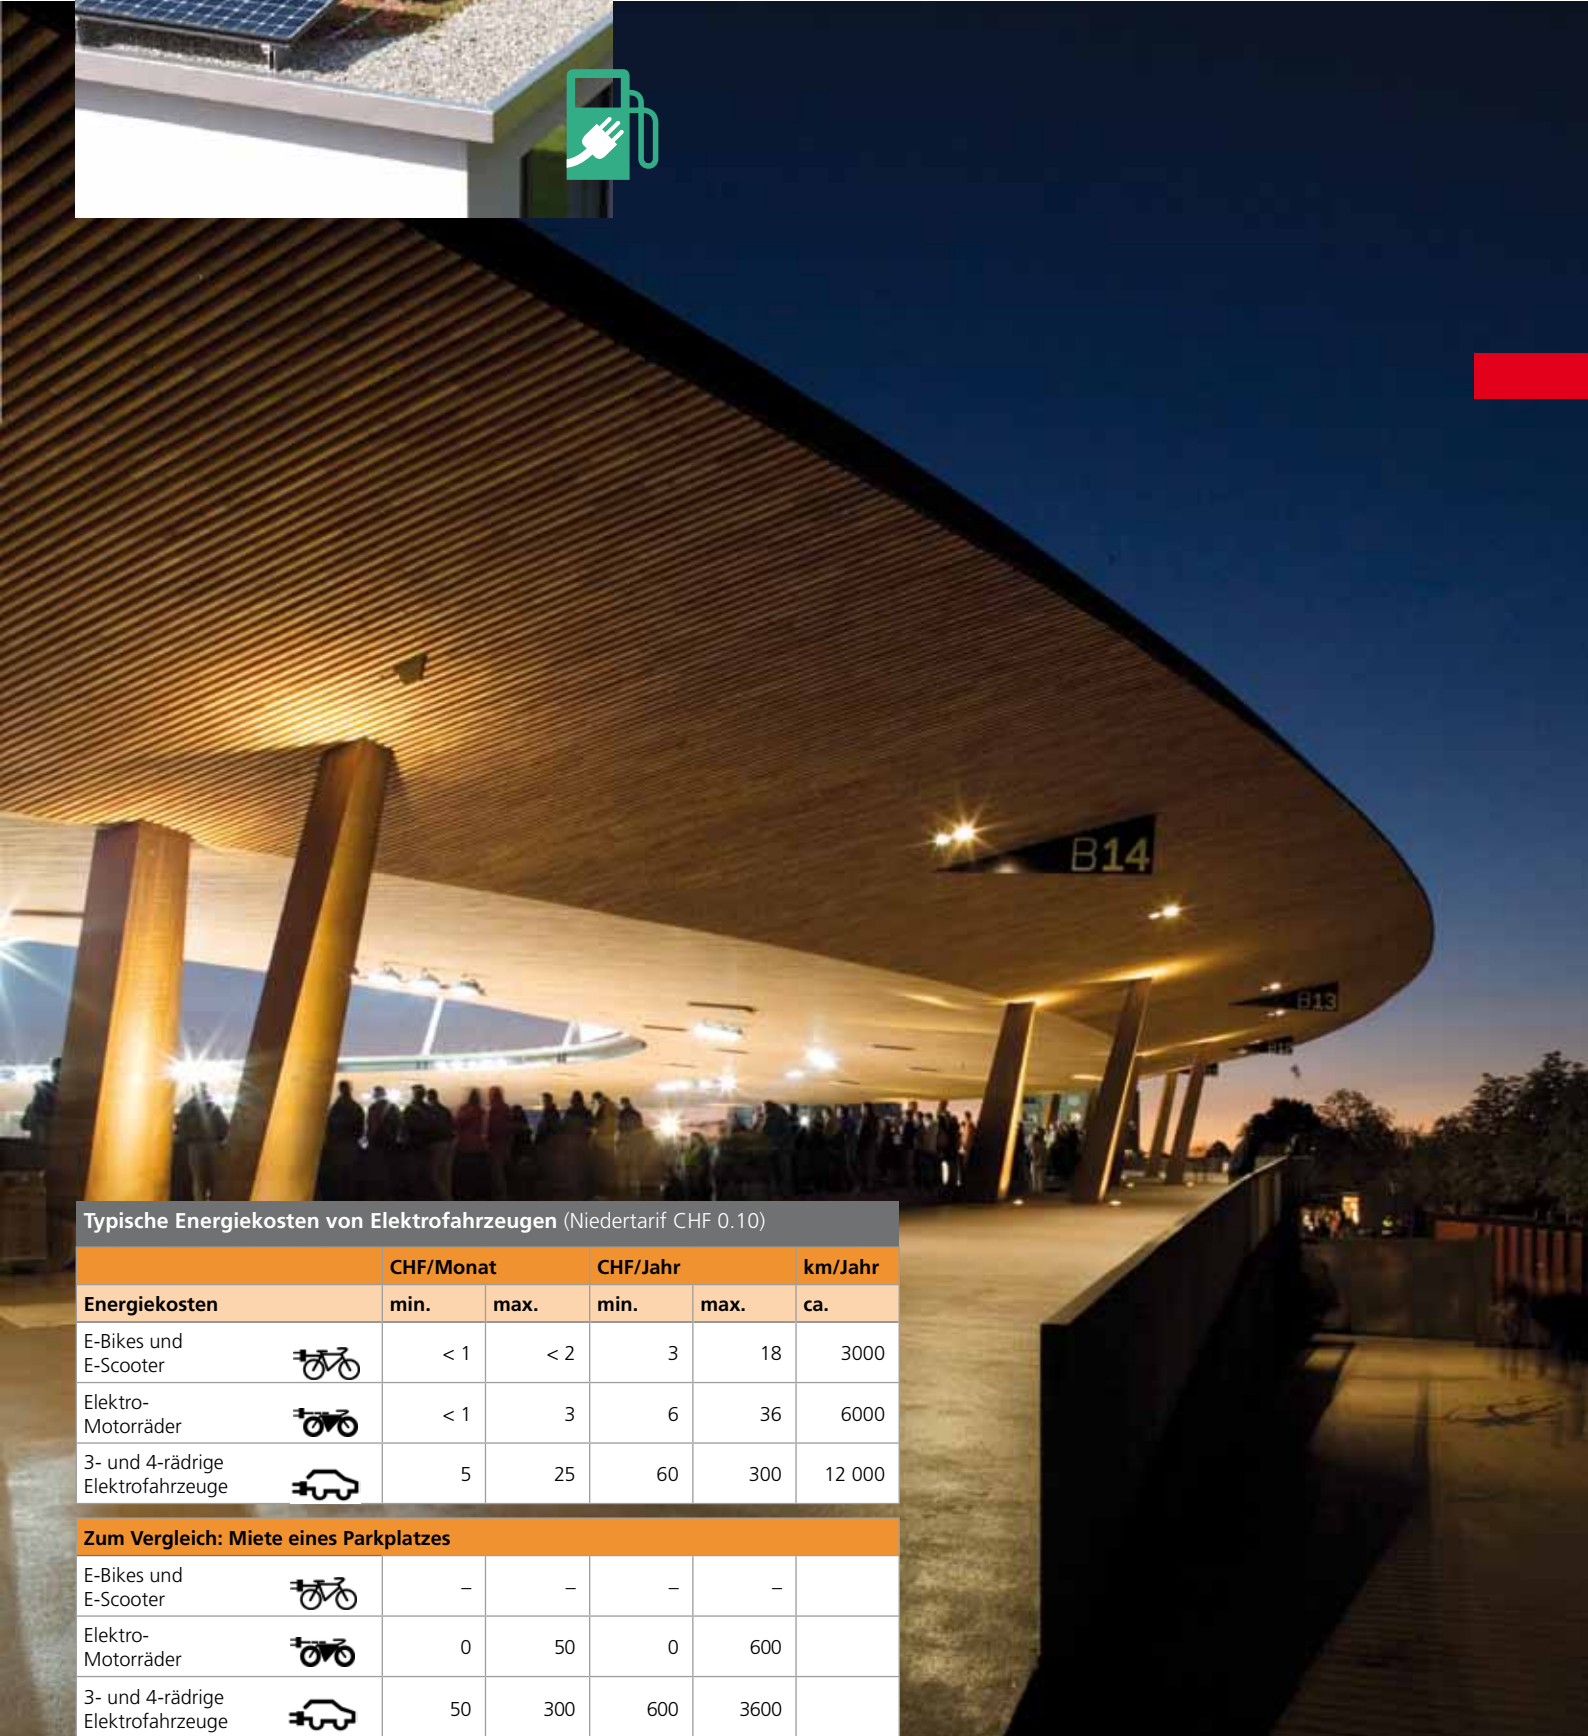 B14
B13
Typische Energiekosten von Elektrofahrzeugen (Niedertarif CHF 0.10)
CHF/Monat CHF/Jahr km/Jahr
Energiekosten min. max. min. max. ca.
E-Bikes und
E-Scooter < 1 < 2 3 18 3000
Elektro-
Motorräder < 1 3 6 36 6000
3- und 4-rädrige
Elektrofahrzeuge 5 25 60 300 12 000
Zum Vergleich: Miete eines Parkplatzes
E-Bikes und
E-Scooter – – – –
Elektro-
Motorräder 0 50 0 600
3- und 4-rädrige
Elektrofahrzeuge 50 300 600 3600